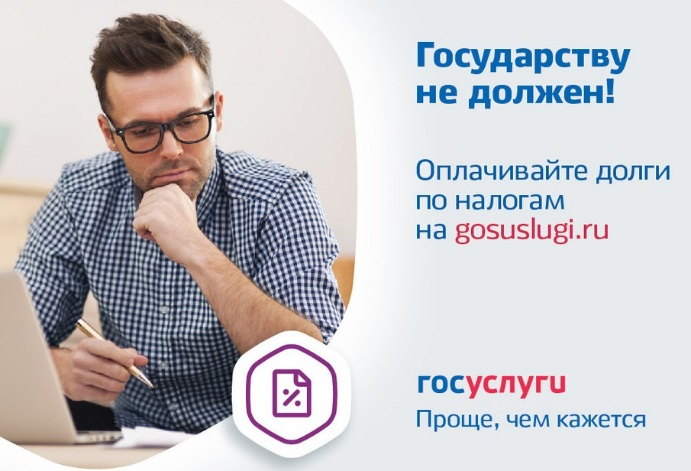 Государству
не должен!
Оплачивайте долги
по налогам
на gosuslugi.ru
госуслуги
Проще, чем кажется